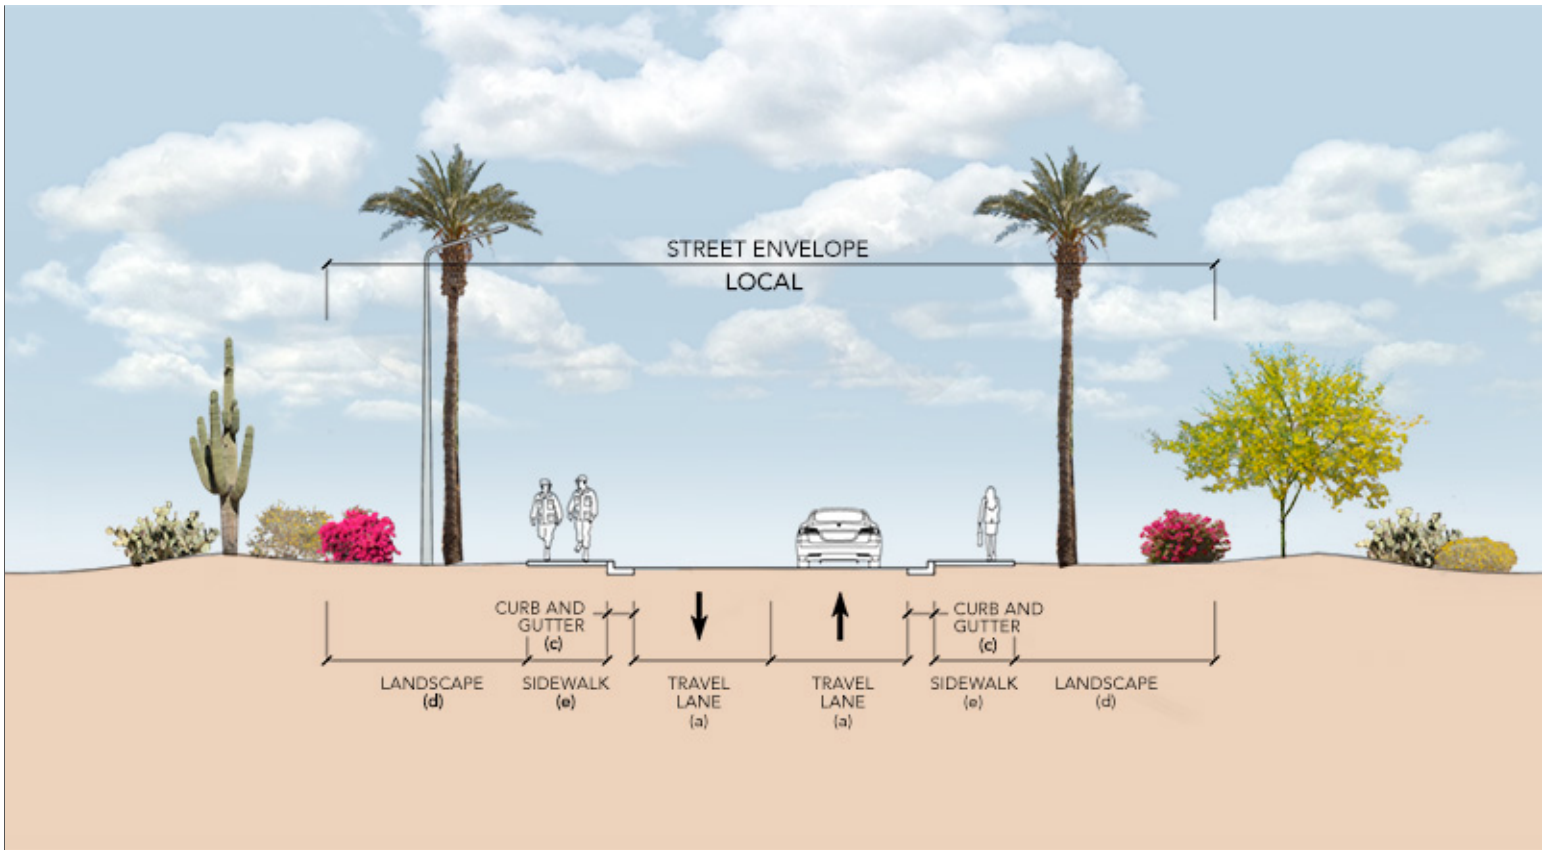 STREET ENVELOPE
LOCAL
CURB AND
GUTTER
(c)
CURB AND
GUTTER
(c)
LANDSCAPE
(d)
SIDEWALK
(e)
TRAVEL
LANE
(a)
TRAVEL
LANE
(a)
SIDEWALK
(e)
LANDSCAPE
(d)